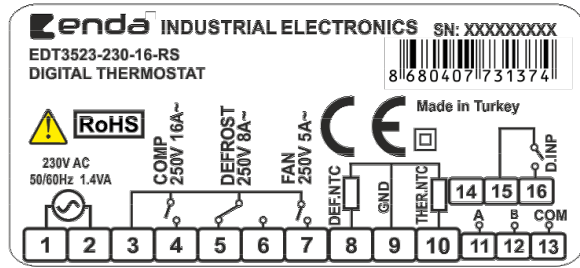 enda INDUSTRIAL ELECTRONICS SN: XXXXXXXXX
EDT3523-230-16-RS
DIGITAL THERMOSTAT
8 680407 731374
RoHS
CE
Made in Turkey
230V AC
50/60Hz 1.4VA
COMP
250V 16A~
DEFROST
250V 8A~
FAN
250V 5A~
DEF.NTC
GND
THER.NTC
D.INP
14 15 16
A B COM
1 2 3 4 5 6 7 8 9 10 11 12 13